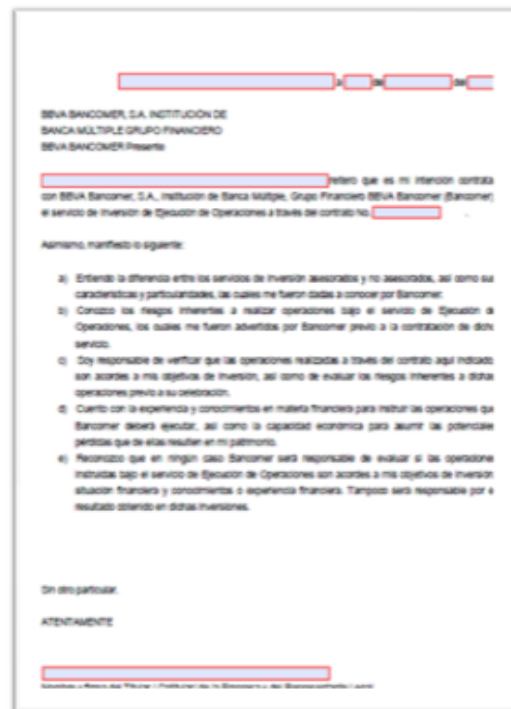 a de del
BBVA BANCOMER, S.A. INSTITUCIÓN DE
BANCA MÚLTIPLE GRUPO FINANCIERO
BBVA BANCOMER Presente
reitero que es mi intención contrata
con BBVA Bancomer, S.A., Institución de Banca Múltiple, Grupo Financiero BBVA Bancomer (Bancomer)
el servicio de Inversión de Ejecución de Operaciones a través del contrato No. .
Asimismo, manifiesto lo siguiente:
a) Entiendo la diferencia entre los servicios de inversión asesorados y no asesorados, así como sus
características y particularidades, las cuales me fueron dadas a conocer por Bancomer.
b) Conozco los riesgos inherentes a realizar operaciones bajo el servicio de Ejecución de
Operaciones, los cuales me fueron advertidos por Bancomer previo a la contratación de dicho
servicio.
c) Soy responsable de verificar que las operaciones realizadas a través del contrato aquí indicado
son acordes a mis objetivos de inversión, así como de evaluar los riesgos inherentes a dichas
operaciones previo a su celebración.
d) Cuento con la experiencia y conocimientos en materia financiera para instruir las operaciones que
Bancomer deberá ejecutar, así como la capacidad económica para asumir las potenciales
pérdidas que de ellas resulten en mi patrimonio.
e) Reconozco que en ningún caso Bancomer será responsable de evaluar si las operaciones
instruidas bajo el servicio de Ejecución de Operaciones son acordes a mis objetivos de inversión,
situación financiera y conocimientos o experiencia financiera. Tampoco será responsable por e
resultado obtenido en dichas inversiones.
Sin otro particular.
ATENTAMENTE